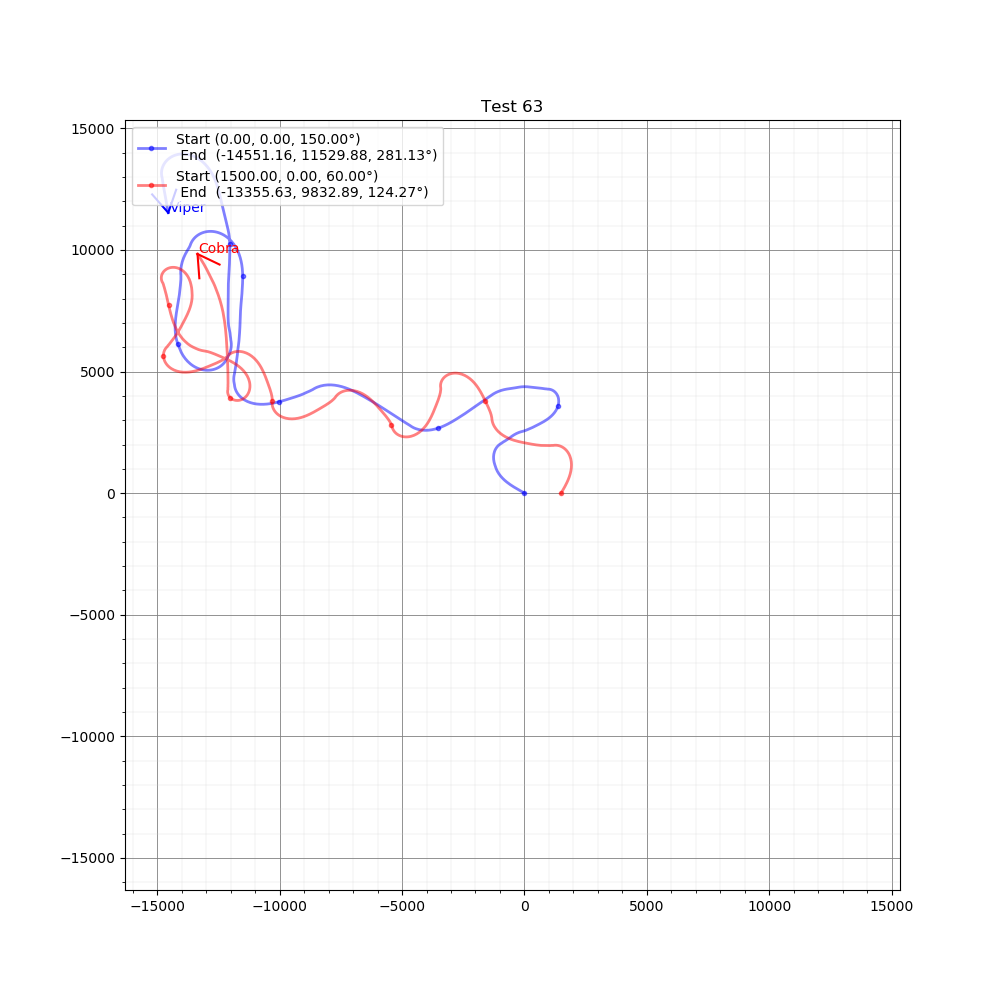 Test 63
Start (0.00, 0.00, 150.00°)
End (-14551.16, 11529.88, 281.13°)
Start (1500.00, 0.00, 60.00°)
End (-13355.63, 9832.89, 124.27°)
Viper
Cobra
15000
10000
5000
0
−5000
−10000
−15000
−15000
−10000
−5000
0
5000
10000
15000